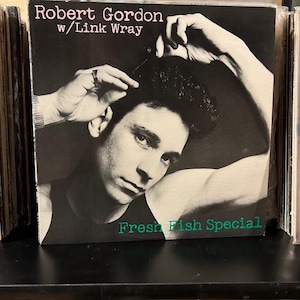 Robert Gordon
w/Link Wray
Fresh Fish Special